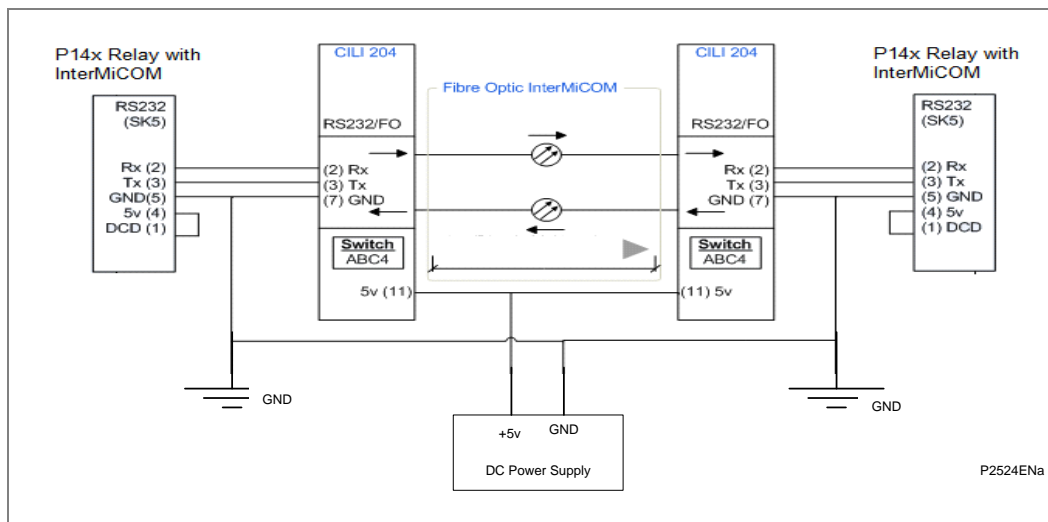 P14x Relay with
InterMiCOM
RS232
(SK5)
Rx (2)
Tx (3)
GND(5)
5v (4)
DCD (1)
CILI 204
RS232/FO
(2) Rx
(3) Tx
(7) GND
Switch
ABC4
5v (11)
Fibre Optic InterMiCOM
CILI 204
RS232/FO
Rx (2)
Tx (3)
GND (7)
Switch
ABC4
(11) 5v
P14x Relay with
InterMiCOM
RS232
(SK5)
(2) Rx
(3) Tx
(5) GND
(4) 5v
(1) DCD
GND
GND
+5v
GND
DC Power Supply
P2524ENa